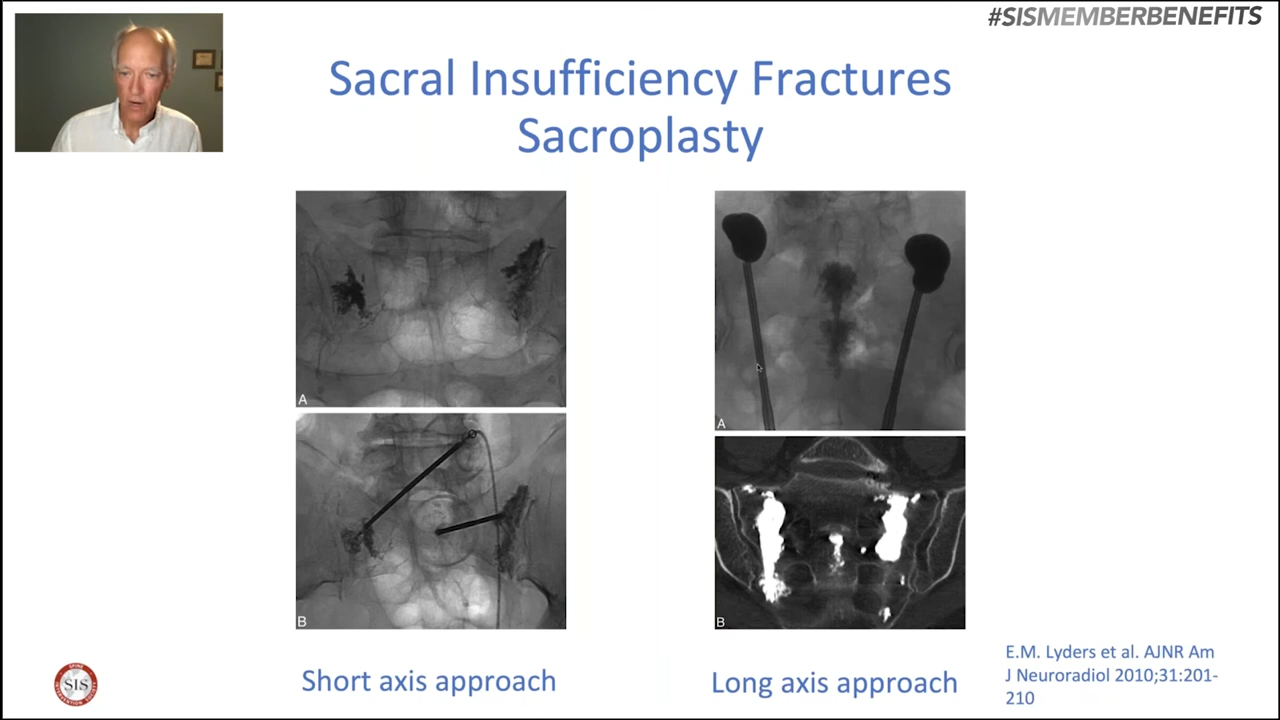 #SISMEMBERBENEFITS
Sacral Insufficiency Fractures
Sacroplasty
A
B
A
B
Short axis approach
Long axis approach
E.M. Lyders et al. AJNR Am
J Neuroradiol 2010;31:201-
210
SIS